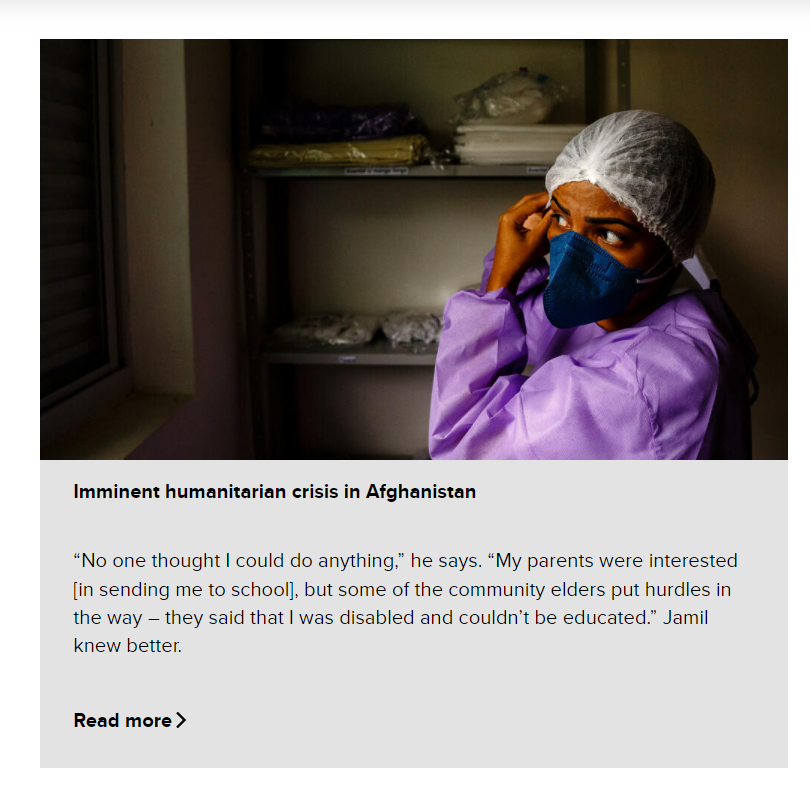 Imminent humanitarian crisis in Afghanistan
“No one thought I could do anything,” he says. “My parents were interested
[in sending me to school], but some of the community elders put hurdles in
the way – they said that I was disabled and couldn’t be educated.” Jamil
knew better.
Read more